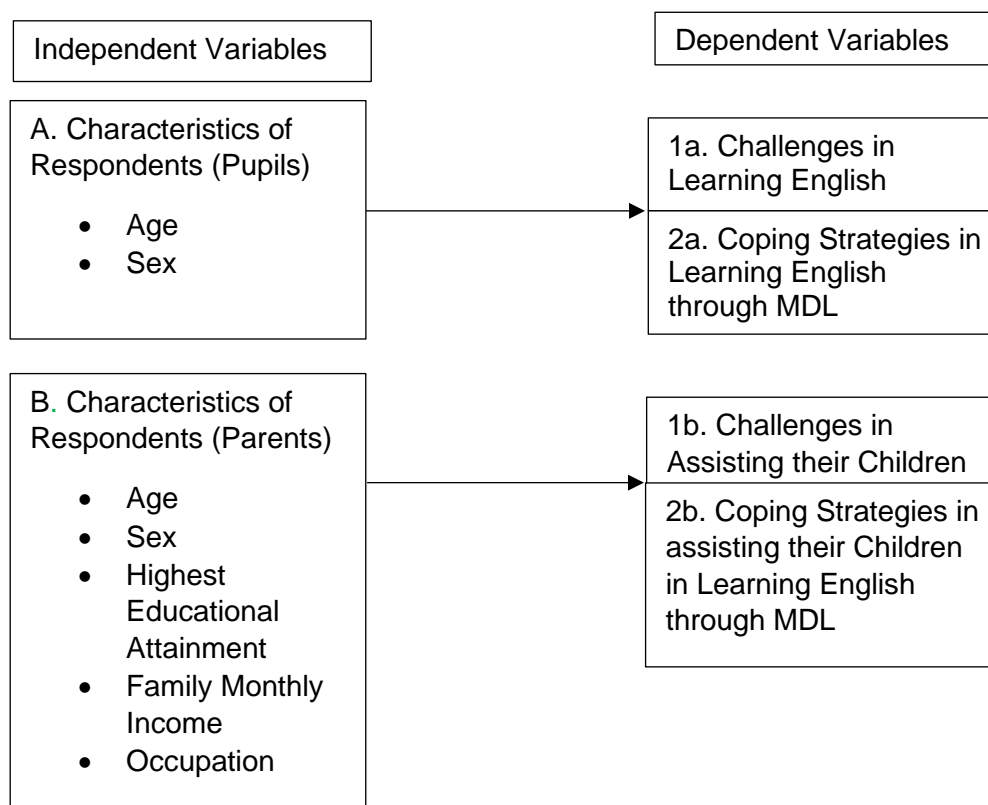 Independent Variables
Dependent Variables
A. Characteristics of
Respondents (Pupils)
• Age
• Sex
1a. Challenges in
Learning English
2a. Coping Strategies in
Learning English
through MDL
B. Characteristics of
Respondents (Parents)
• Age
• Sex
• Highest
Educational
Attainment
• Family Monthly
Income
• Occupation
1b. Challenges in
Assisting their Children
2b. Coping Strategies in
assisting their Children
in Learning English
through MDL